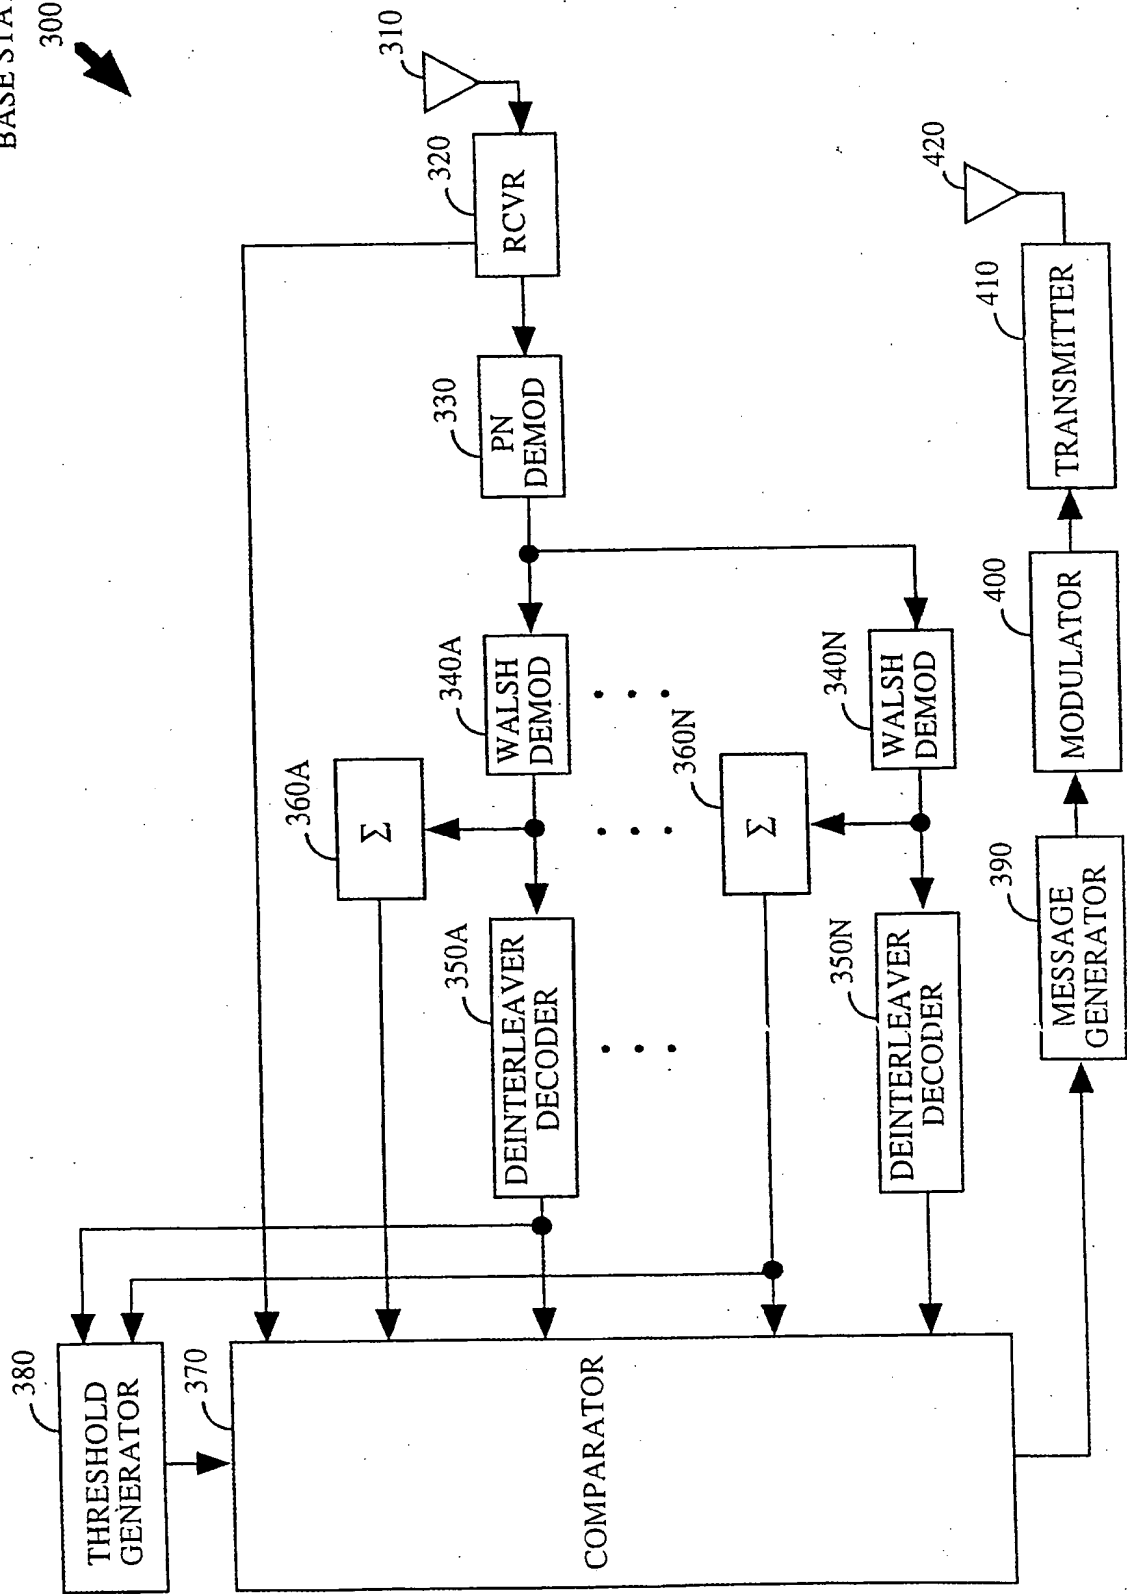 BASE STA
300
310
320
RCVR
330
PN
DEMOD
340A
WALSH
DEMOD
360A
Σ
350A
DEINTERLEAVER
DECODER
340N
WALSH
DEMOD
360N
Σ
350N
DEINTERLEAVER
DECODER
380
THRESHOLD
GENERATOR
370
COMPARATOR
390
MESSAGE
GENERATOR
400
MODULATOR
410
TRANSMITTER
420